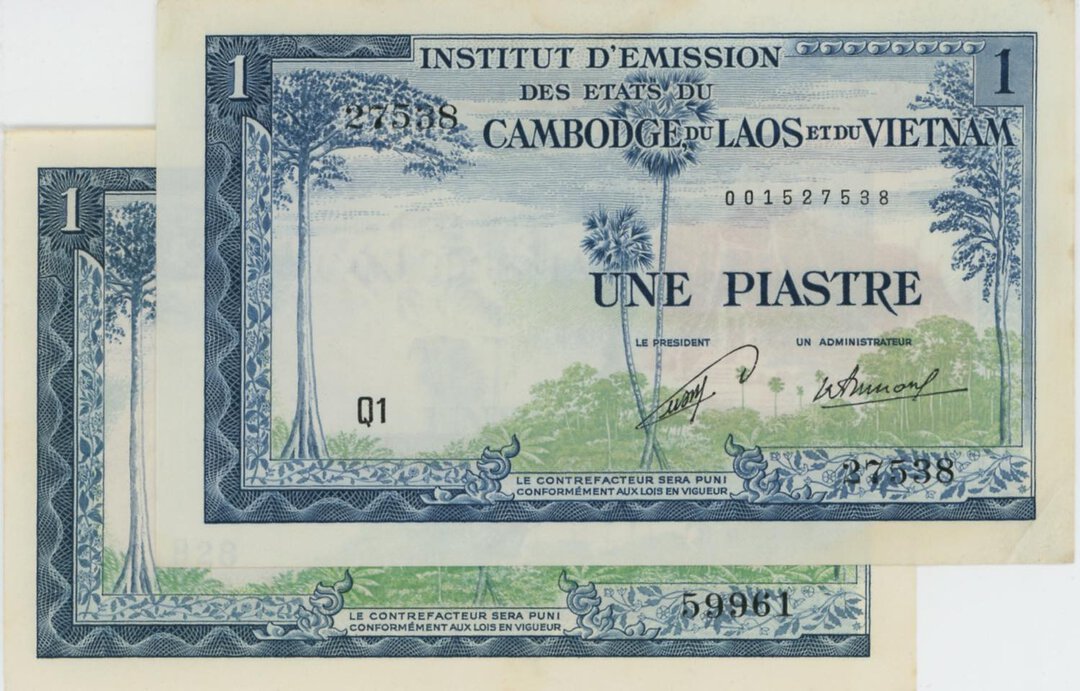 1
INSTITUT D'EMISSION
1
DES ETATS DU
27538
CAMBODGE, DU LAOS ET DU VIETNAM
001527538
UNE PIASTRE
LE PRESIDENT
UN ADMINISTRATEUR
Q1
27538
LE CONTREFACTEUR SERA PUNI
CONFORMÉMENT AUX LOIS EN VIGUEUR
1
59961
LE CONTREFACTEUR SERA PUNI
CONFORMÉMENT AUX LOIS EN VIGUEUR